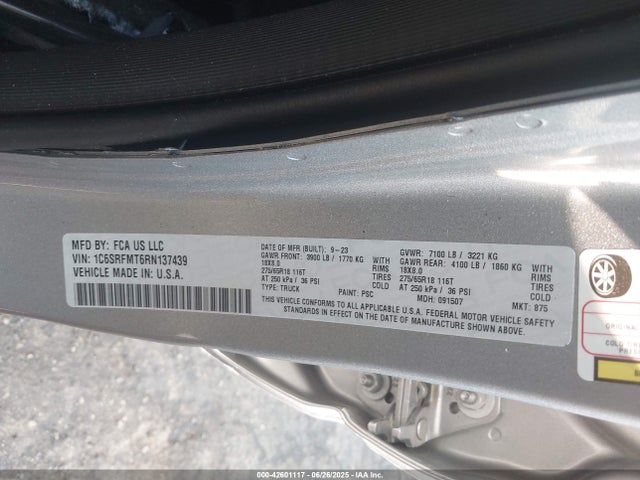 MFD BY: FCA US LLC
VIN: 1C6SRFMT6RN137439
VEHICLE MADE IN U.S.A.
DATE OF MFR (BUILT): 9-23
GAWR FRONT: 3900 LB / 1770 KG WITH
18X8.0 RIMS
275/65R18 116T TIRES
AT 250 kPa / 36 PSI COLD
TYPE: TRUCK PAINT: PSC
GVWR: 7100 LB / 3221 KG
GAWR REAR: 4100 LB / 1860 KG WITH
18X8.0 RIMS
275/65R18 116T TIRES
AT 250 kPa / 36 PSI COLD
MDH: 091507 MKT: 875
THIS VEHICLE CONFORMS TO ALL APPLICABLE U.S.A. FEDERAL MOTOR VEHICLE SAFETY
STANDARDS IN EFFECT ON THE DATE OF MANUFACTURE SHOWN ABOVE.
ORIGINAL
COLD
000-42601117 06/26/2025 IAAI.COM